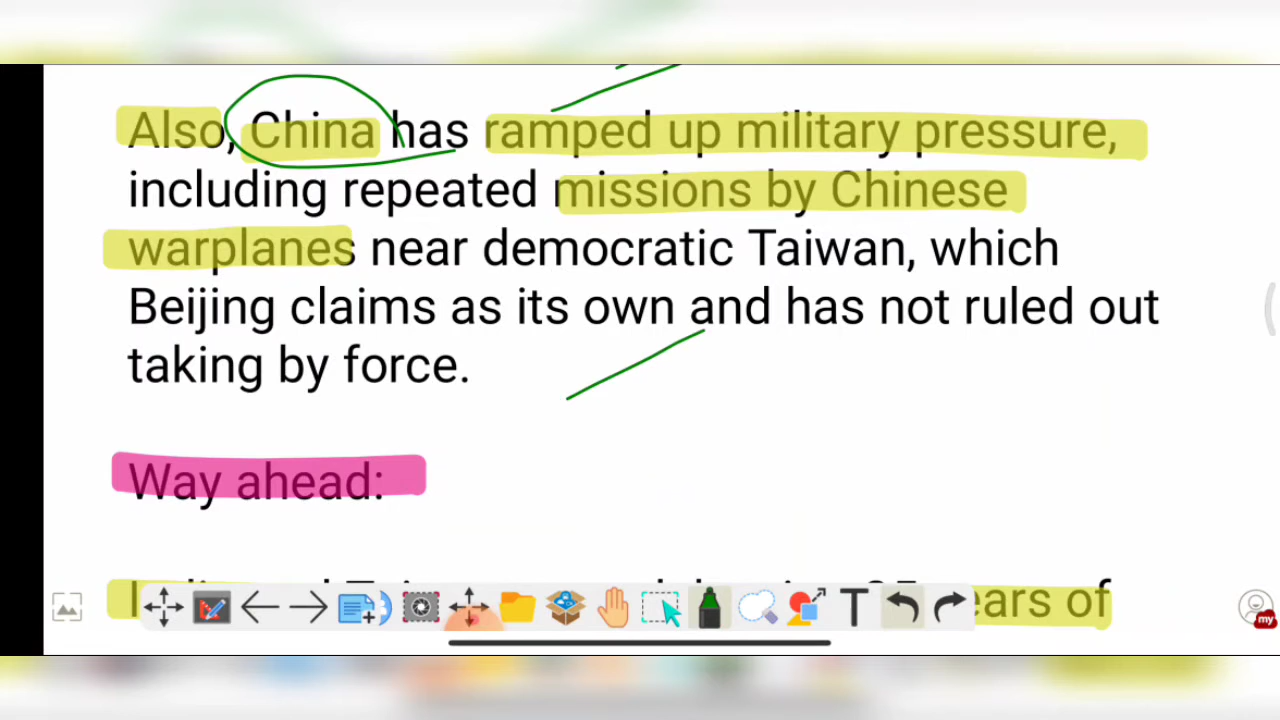 Also, China has ramped up military pressure,
including repeated missions by Chinese
warplanes near democratic Taiwan, which
Beijing claims as its own and has not ruled out
taking by force.
Way ahead:
ears of
T
my